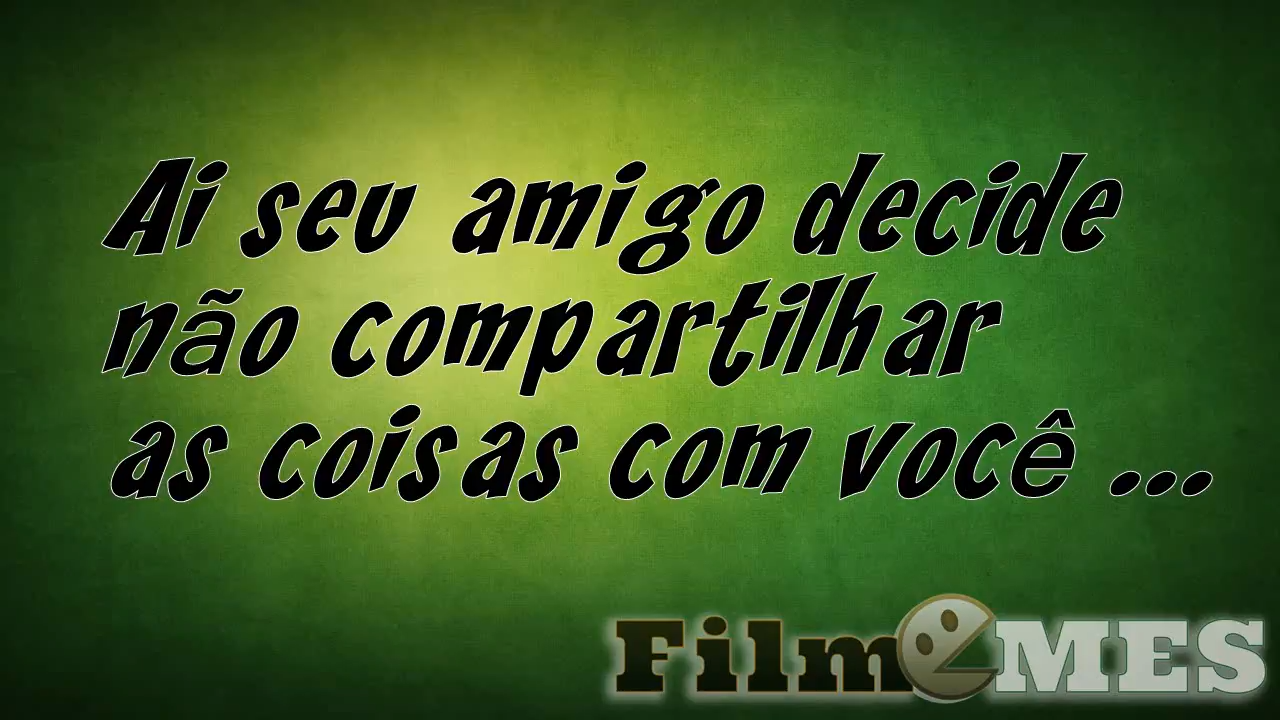 Ai seu amigo decide
não compartilhar
as coisas com você ...
FilmeMES